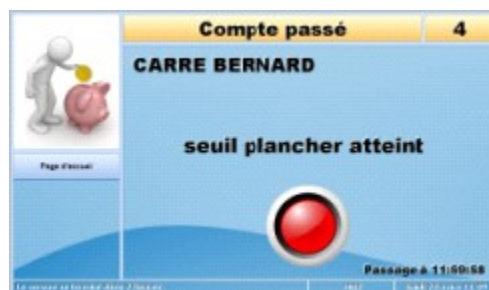 Compte passé 4
CARRE BERNARD
seuil plancher atteint
Page d'accueil
Passage à 11:59:58